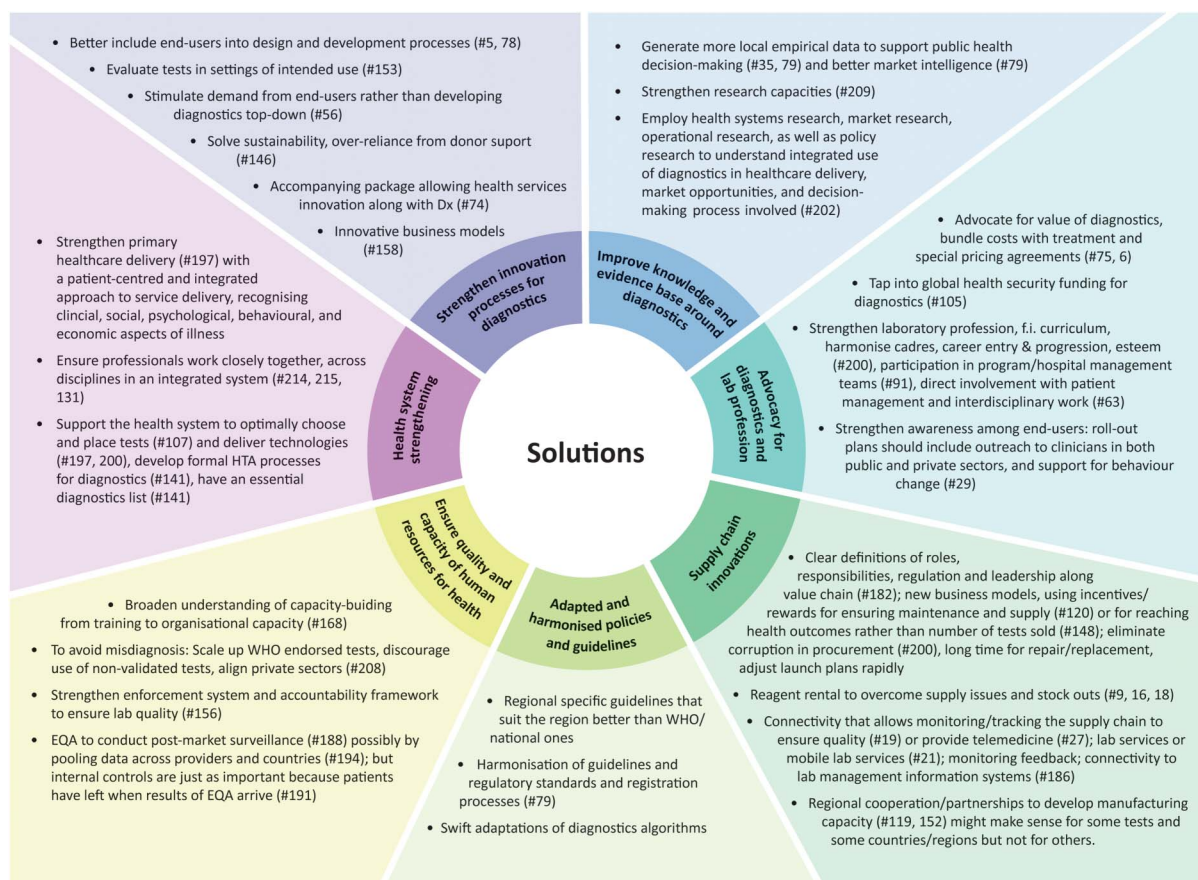 • Better include end-users into design and development processes (#5, 78)
• Evaluate tests in settings of intended use (#153)
• Stimulate demand from end-users rather than developing
diagnostics top-down (#56)
• Solve sustainability, over-reliance from donor suport
(#146)
• Accompanying package allowing health services
innovation along with Dx (#74)
• Innovative business models
(#158)
Strengthen innovation
processes for
diagnostics
• Generate more local empirical data to support public health
decision-making (#35, 79) and better market intelligence (#79)
• Strengthen research capacities (#209)
• Employ health systems research, market research,
operational research, as well as policy
research to understand integrated use
of diagnostics in healthcare delivery,
market opportunities, and decision-
making process involved (#202)
Improve knowledge and
evidence base around
diagnostics
• Advocate for value of diagnostics,
bundle costs with treatment and
special pricing agreements (#75, 6)
• Tap into global health security funding for
diagnostics (#105)
• Strengthen laboratory profession, f.i. curriculum,
harmonise cadres, career entry & progression, esteem
(#200), participation in program/hospital management
teams (#91), direct involvement with patient
management and interdisciplinary work (#63)
• Strengthen awareness among end-users: roll-out
plans should include outreach to clinicians in both
public and private sectors, and support for behaviour
change (#29)
Advocacy for
diagnostics and
lab profession
• Strengthen primary
healthcare delivery (#197) with
a patient-centred and integrated
approach to service delivery, recognising
clincial, social, psychological, behavioural, and
economic aspects of illness
• Ensure professionals work closely together, across
disciplines in an integrated system (#214, 215,
131)
• Support the health system to optimally choose
and place tests (#107) and deliver technologies
(#197, 200), develop formal HTA processes
for diagnostics (#141), have an essential
diagnostics list (#141)
Health system
strengthening
Solutions
Ensure quality and
capacity of human
resources for health
• Broaden understanding of capacity-buiding
from training to organisational capacity (#168)
• To avoid misdiagnosis: Scale up WHO endorsed tests, discourage
use of non-validated tests, align private sectors (#208)
• Strengthen enforcement system and accountability framework
to ensure lab quality (#156)
• EQA to conduct post-market surveillance (#188) possibly by
pooling data across providers and countries (#194); but
internal controls are just as important because patients
have left when results of EQA arrive (#191)
Adapted and
harmonised policies
and guidelines
• Regional specific guidelines that
suit the region better than WHO/
national ones
• Harmonisation of guidelines and
regulatory standards and registration
processes (#79)
• Swift adaptations of diagnostics algorithms
Supply chain
innovations
• Clear definitions of roles,
responsibilities, regulation and leadership along
value chain (#182); new business models, using incentives/
rewards for ensuring maintenance and supply (#120) or for reaching
health outcomes rather than number of tests sold (#148); eliminate
corruption in procurement (#200), long time for repair/replacement,
adjust launch plans rapidly
• Reagent rental to overcome supply issues and stock outs (#9, 16, 18)
• Connectivity that allows monitoring/tracking the supply chain to
ensure quality (#19) or provide telemedicine (#27); lab services or
mobile lab services (#21); monitoring feedback; connectivity to
lab management information systems (#186)
• Regional cooperation/partnerships to develop manufacturing
capacity (#119, 152) might make sense for some tests and
some countries/regions but not for others.